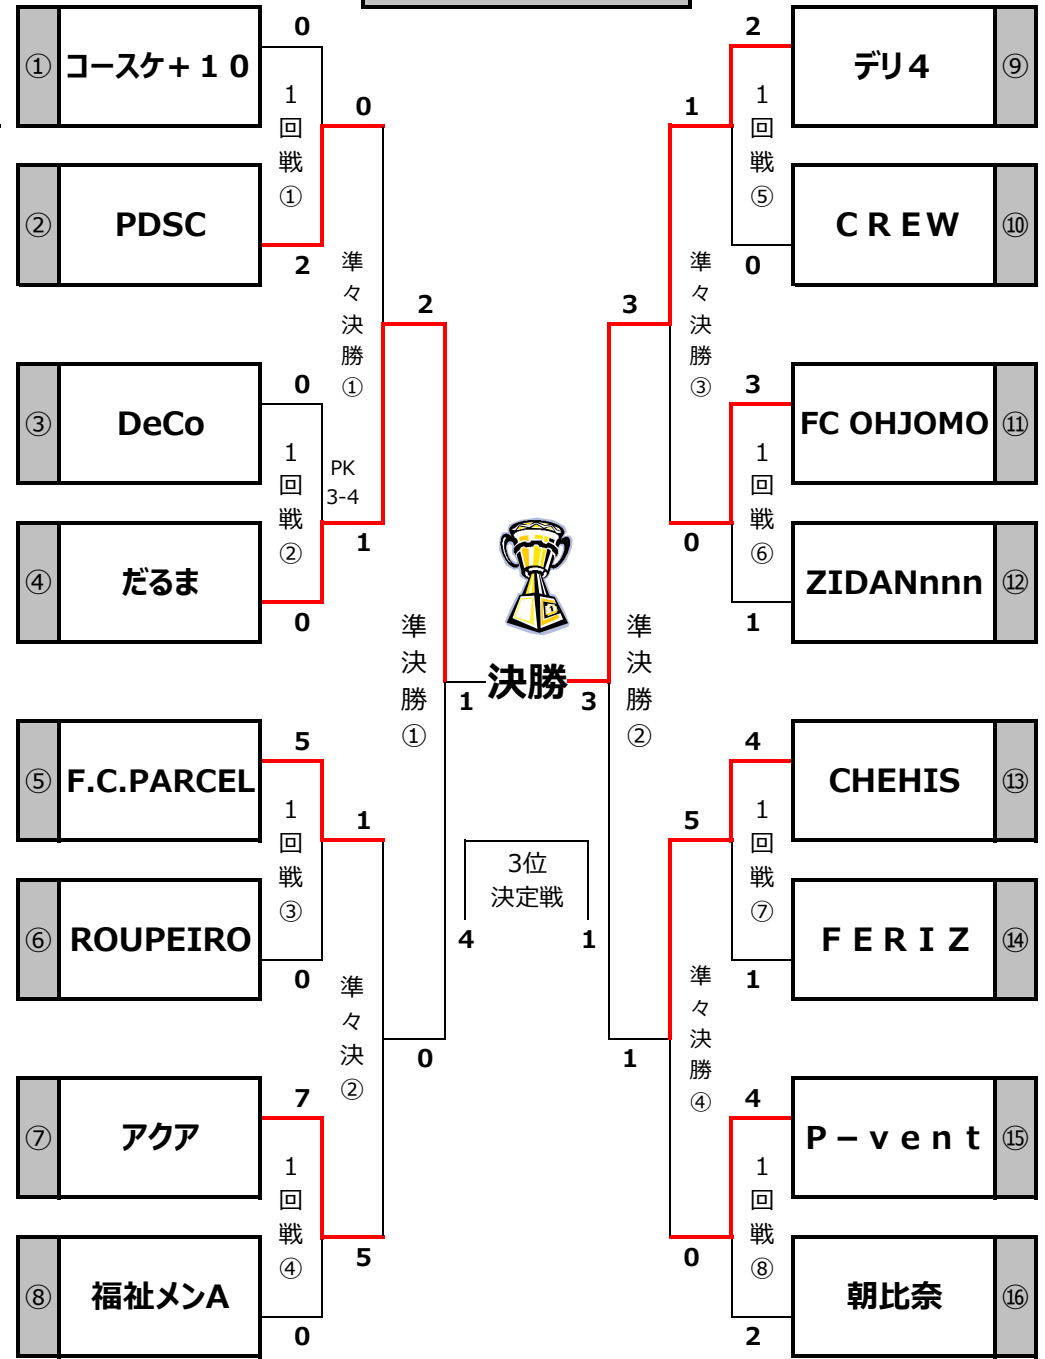 ① コースケ＋１０
② PDSC
③ DeCo
④ だるま
⑤ F.C.PARCEL
⑥ ROUPEIRO
⑦ アクア
⑧ 福祉メンA
0
2
0
0
5
0
7
0
1回戦①
1回戦②
1回戦③
1回戦④
0
PK
3-4
1
1
5
準々決勝①
準々決②
2
0
準決勝①
1
決勝
3
3位
決定戦
4
1
準決勝②
3
1
準々決勝③
準々決勝④
1
0
5
0
1回戦⑤
1回戦⑥
1回戦⑦
1回戦⑧
2
0
3
1
4
1
4
2
デリ４ ⑨
ＣＲＥＷ ⑩
FC OHJOMO ⑪
ZIDANnnn ⑫
CHEHIS ⑬
ＦＥＲＩＺ ⑭
Ｐ－ｖｅｎｔ ⑮
朝比奈 ⑯